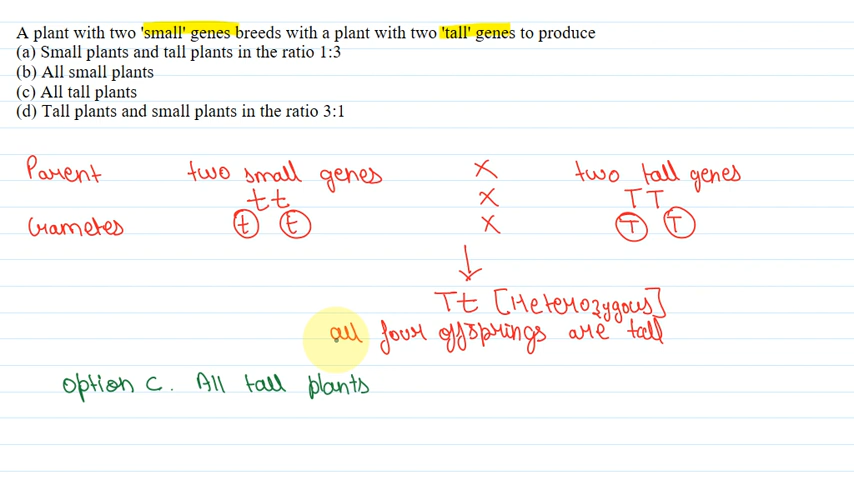 A plant with two 'small' genes breeds with a plant with two 'tall' genes to produce
(a) Small plants and tall plants in the ratio 1:3
(b) All small plants
(c) All tall plants
(d) Tall plants and small plants in the ratio 3:1
Parent two small genes X two tall genes
tt X TT
Gametes t t X T T
Tt [Heterozygous]
all four offsprings are tall
option c. All tall plants